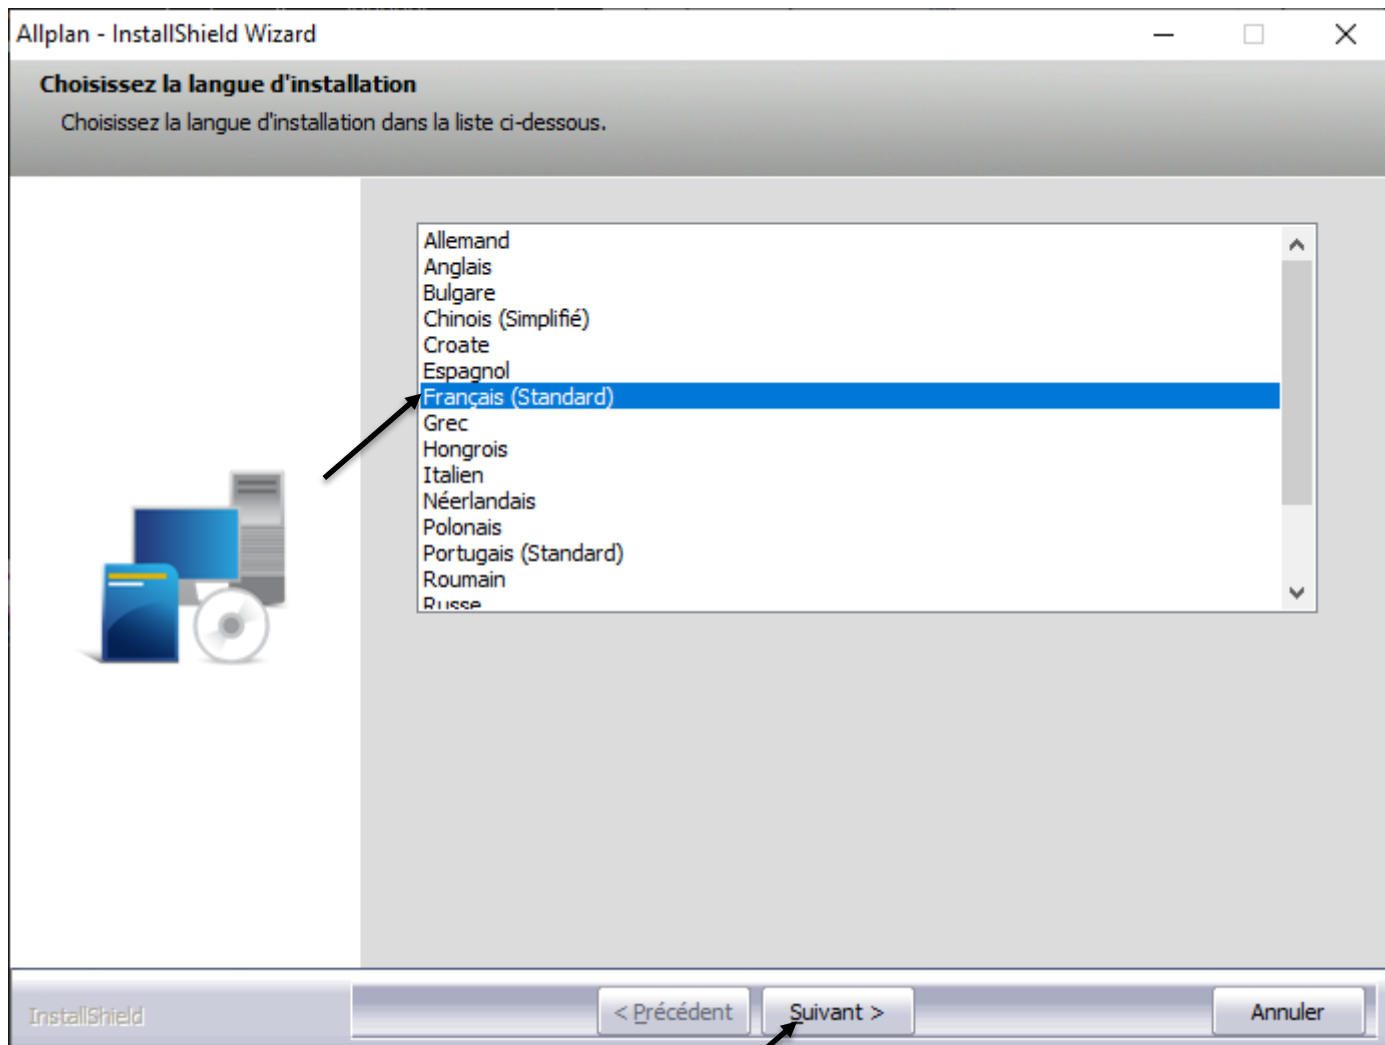 Allplan - InstallShield Wizard
Choisissez la langue d'installation
Choisissez la langue d'installation dans la liste ci-dessous.
Allemand
Anglais
Bulgare
Chinois (Simplifié)
Croate
Espagnol
Français (Standard)
Grec
Hongrois
Italien
Néerlandais
Polonais
Portugais (Standard)
Roumain
Russe
InstallShield
< Précédent
Suivant >
Annuler